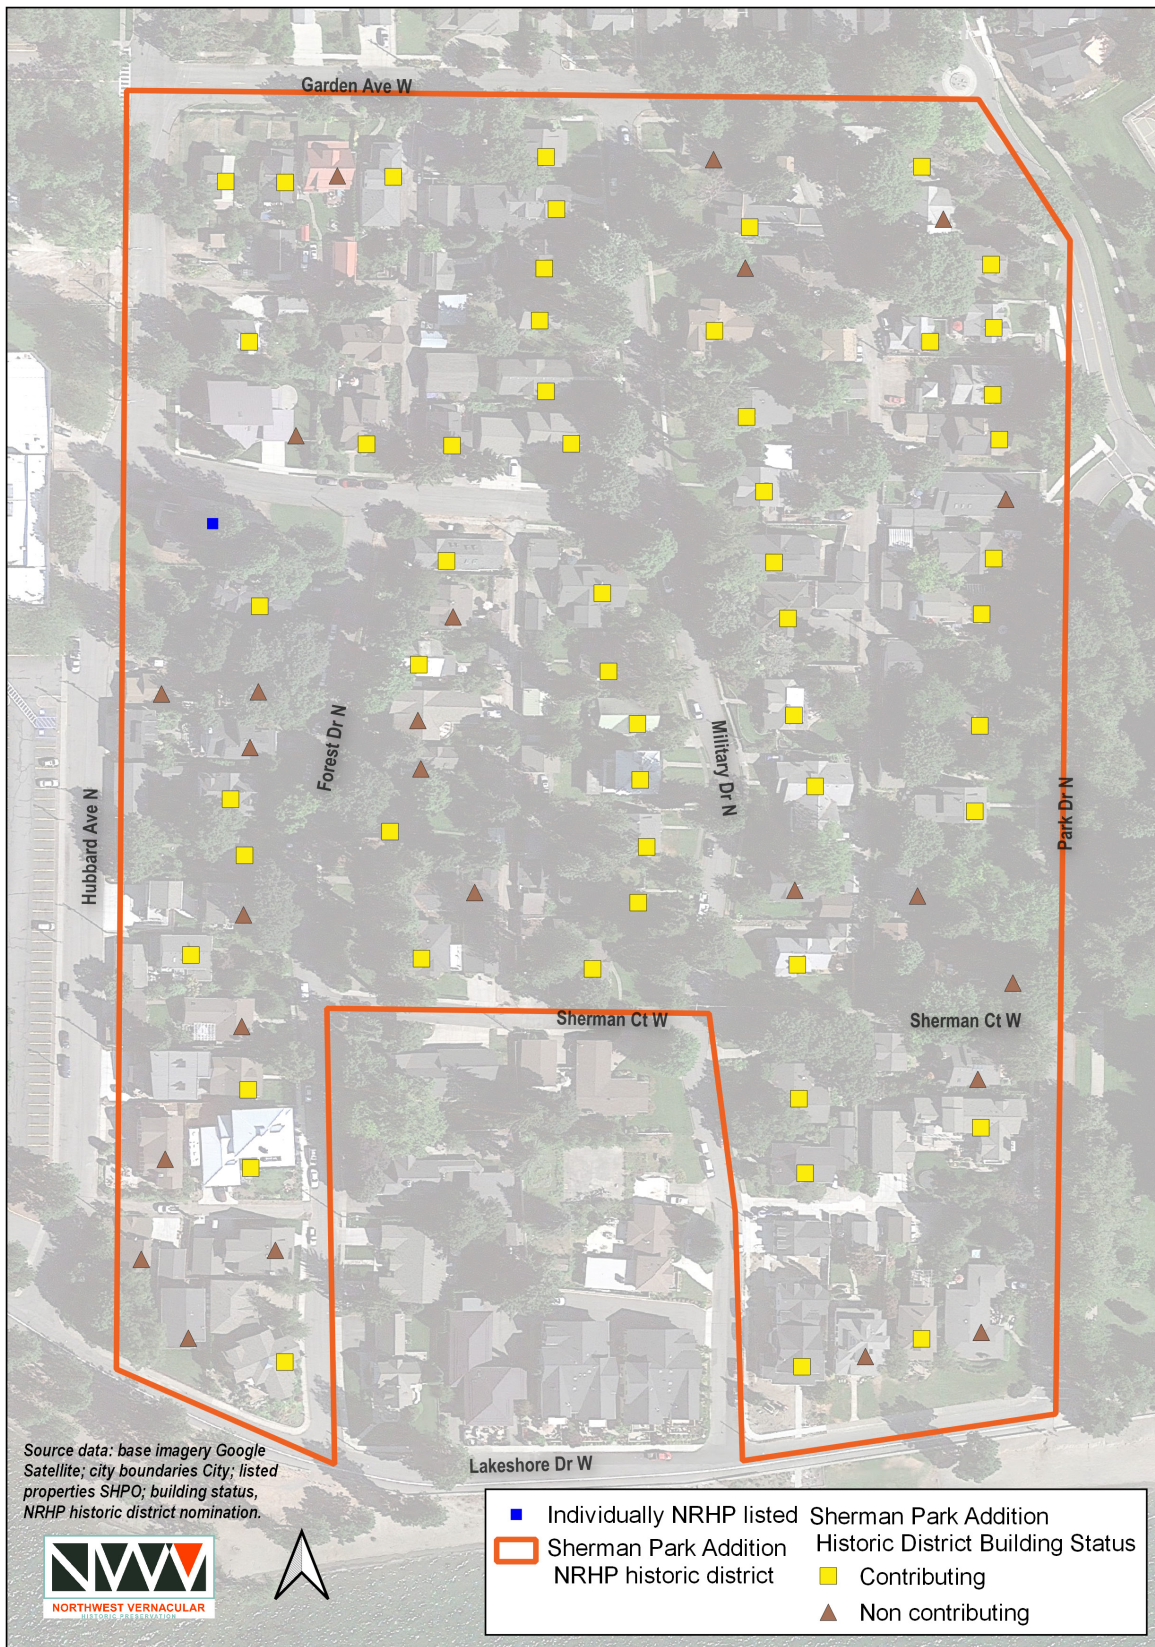 Garden Ave W
Forest Dr N
Military Dr N
Hubbard Ave N
Park Dr N
Sherman Ct W
Sherman Ct W
Lakeshore Dr W
Source data: base imagery Google
Satellite; city boundaries City; listed
properties SHPO; building status,
NRHP historic district nomination.
NWV
NORTHWEST VERNACULAR
HISTORIC PRESERVATION
Individually NRHP listed
Sherman Park Addition
NRHP historic district
Sherman Park Addition
Historic District Building Status
Contributing
Non contributing